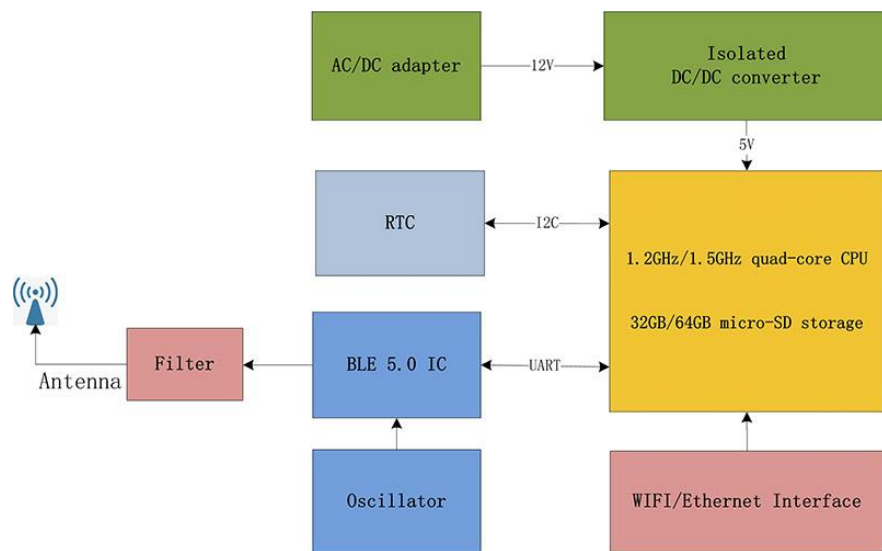 AC/DC adapter
12V
Isolated
DC/DC converter
5V
RTC
I2C
1.2GHz/1.5GHz quad-core CPU
32GB/64GB micro-SD storage
Antenna
Filter
BLE 5.0 IC
UART
Oscillator
WIFI/Ethernet Interface